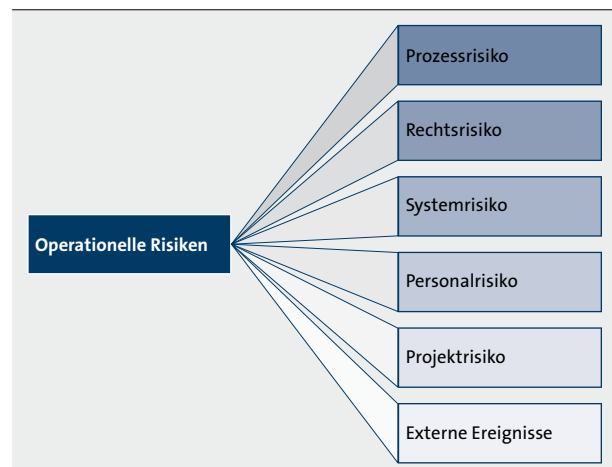 Prozessrisiko
Rechtsrisiko
Systemrisiko
Operationelle Risiken
Personalrisiko
Projektrisiko
Externe Ereignisse